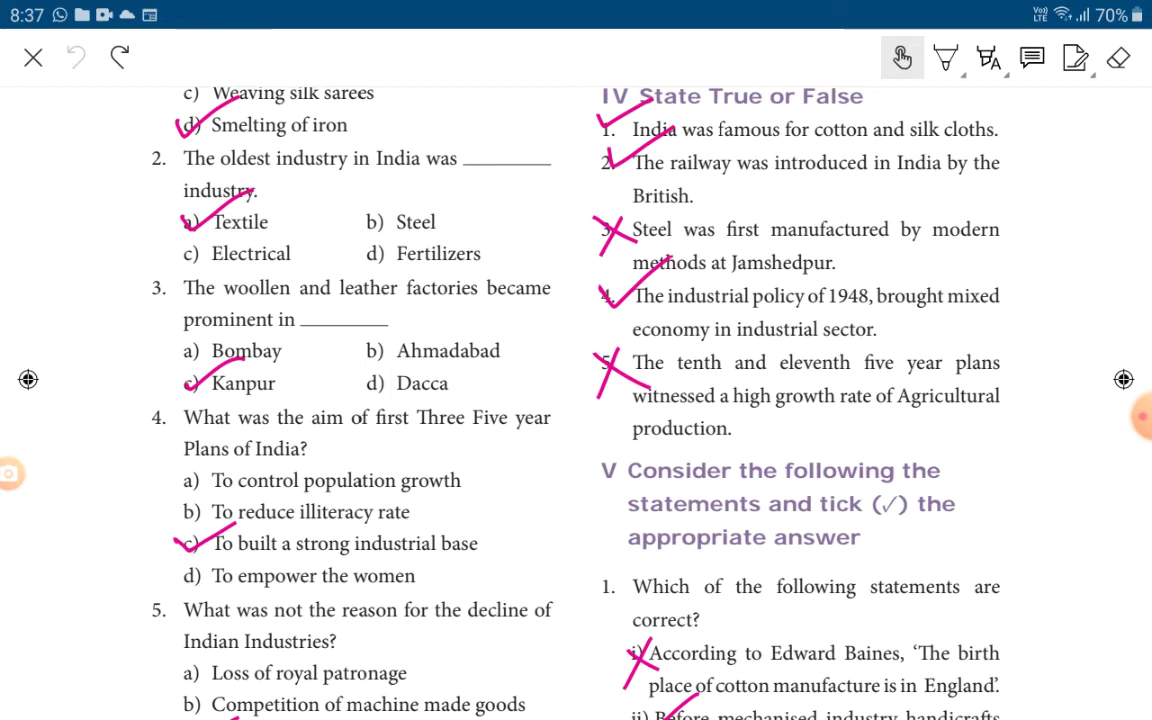 8:37
Vo) LTE 70%
c) Weaving silk sarees
d) Smelting of iron
2. The oldest industry in India was ________
industry.
a) Textile b) Steel
c) Electrical d) Fertilizers
3. The woollen and leather factories became
prominent in ________
a) Bombay b) Ahmadabad
c) Kanpur d) Dacca
4. What was the aim of first Three Five year
Plans of India?
a) To control population growth
b) To reduce illiteracy rate
c) To built a strong industrial base
d) To empower the women
5. What was not the reason for the decline of
Indian Industries?
a) Loss of royal patronage
b) Competition of machine made goods
IV State True or False
1. India was famous for cotton and silk cloths.
2. The railway was introduced in India by the
British.
3. Steel was first manufactured by modern
methods at Jamshedpur.
4. The industrial policy of 1948, brought mixed
economy in industrial sector.
5. The tenth and eleventh five year plans
witnessed a high growth rate of Agricultural
production.
V Consider the following the
statements and tick (✓) the
appropriate answer
1. Which of the following statements are
correct?
i) According to Edward Baines, ‘The birth
place of cotton manufacture is in England’.
ii) Before mechanised industry handicrafts